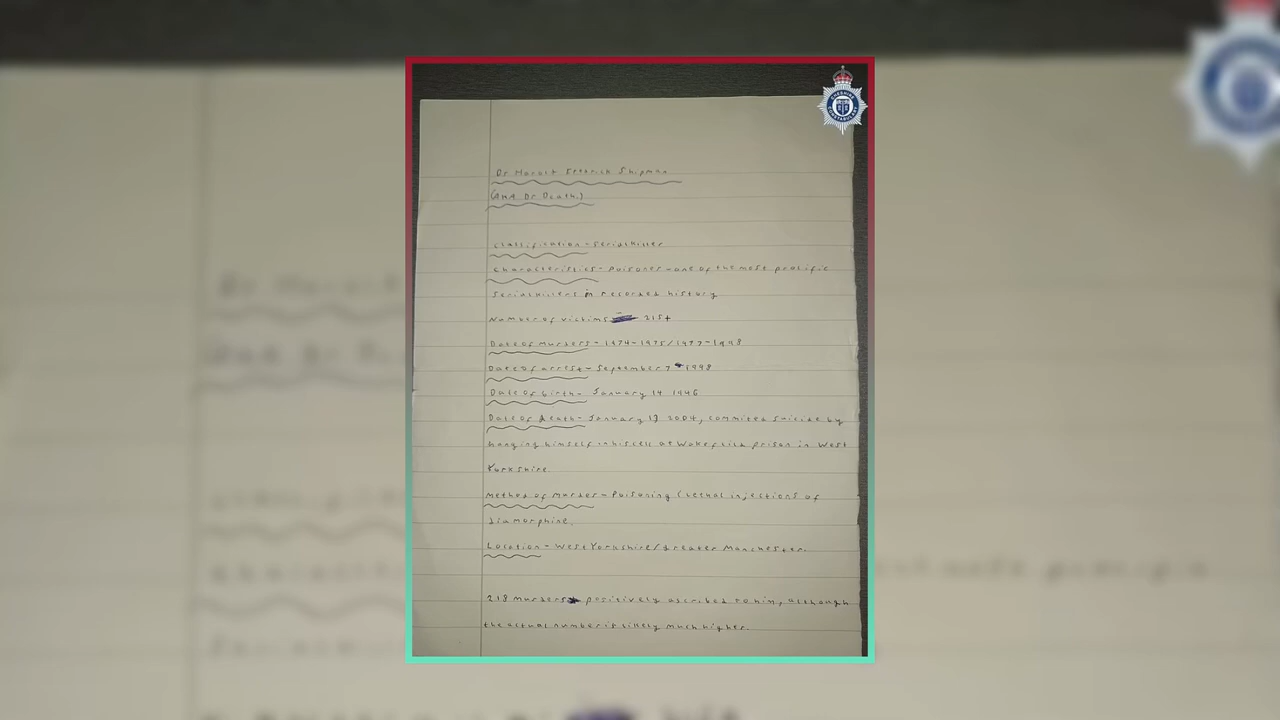 Dr Harold Frederick Shipman
(AKA Dr Death.)
Classification - Serial killer
Characteristics - Poisoner - one of the most prolific
serial killers in recorded history
Number of victims 215+
Date of Murders - 1974-1975/1977-1998
Date of arrest - September 7 1998
Date of birth - January 14 1946
Date of death - January 13 2004, commited suicide by
hanging himself in his cell at Wakefield prison in West
Yorkshire.
Method of Murder - Poisoning (Lethal injections of
diamorphine.
Location - West Yorkshire/Greater Manchester.
218 murders positively ascribed to him, although
the actual number is likely much higher.
CHESHIRE
CONSTABULARY